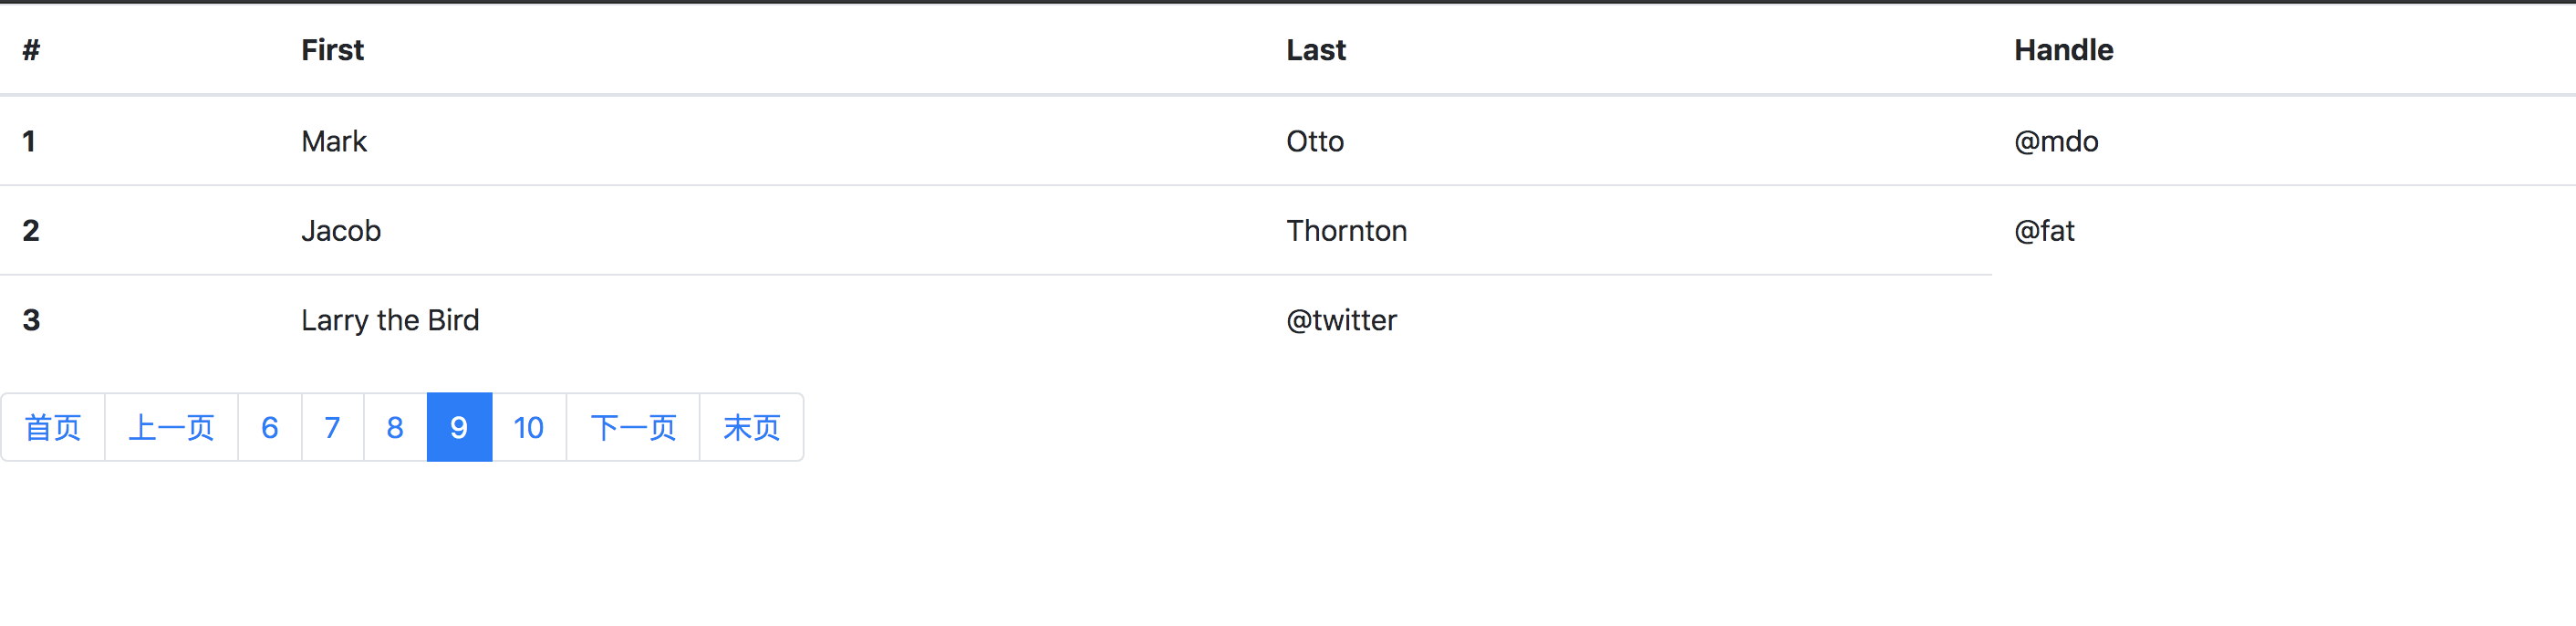 # First Last Handle
1 Mark Otto @mdo
2 Jacob Thornton @fat
3 Larry the Bird @twitter
首页 上一页 6 7 8 9 10 下一页 末页